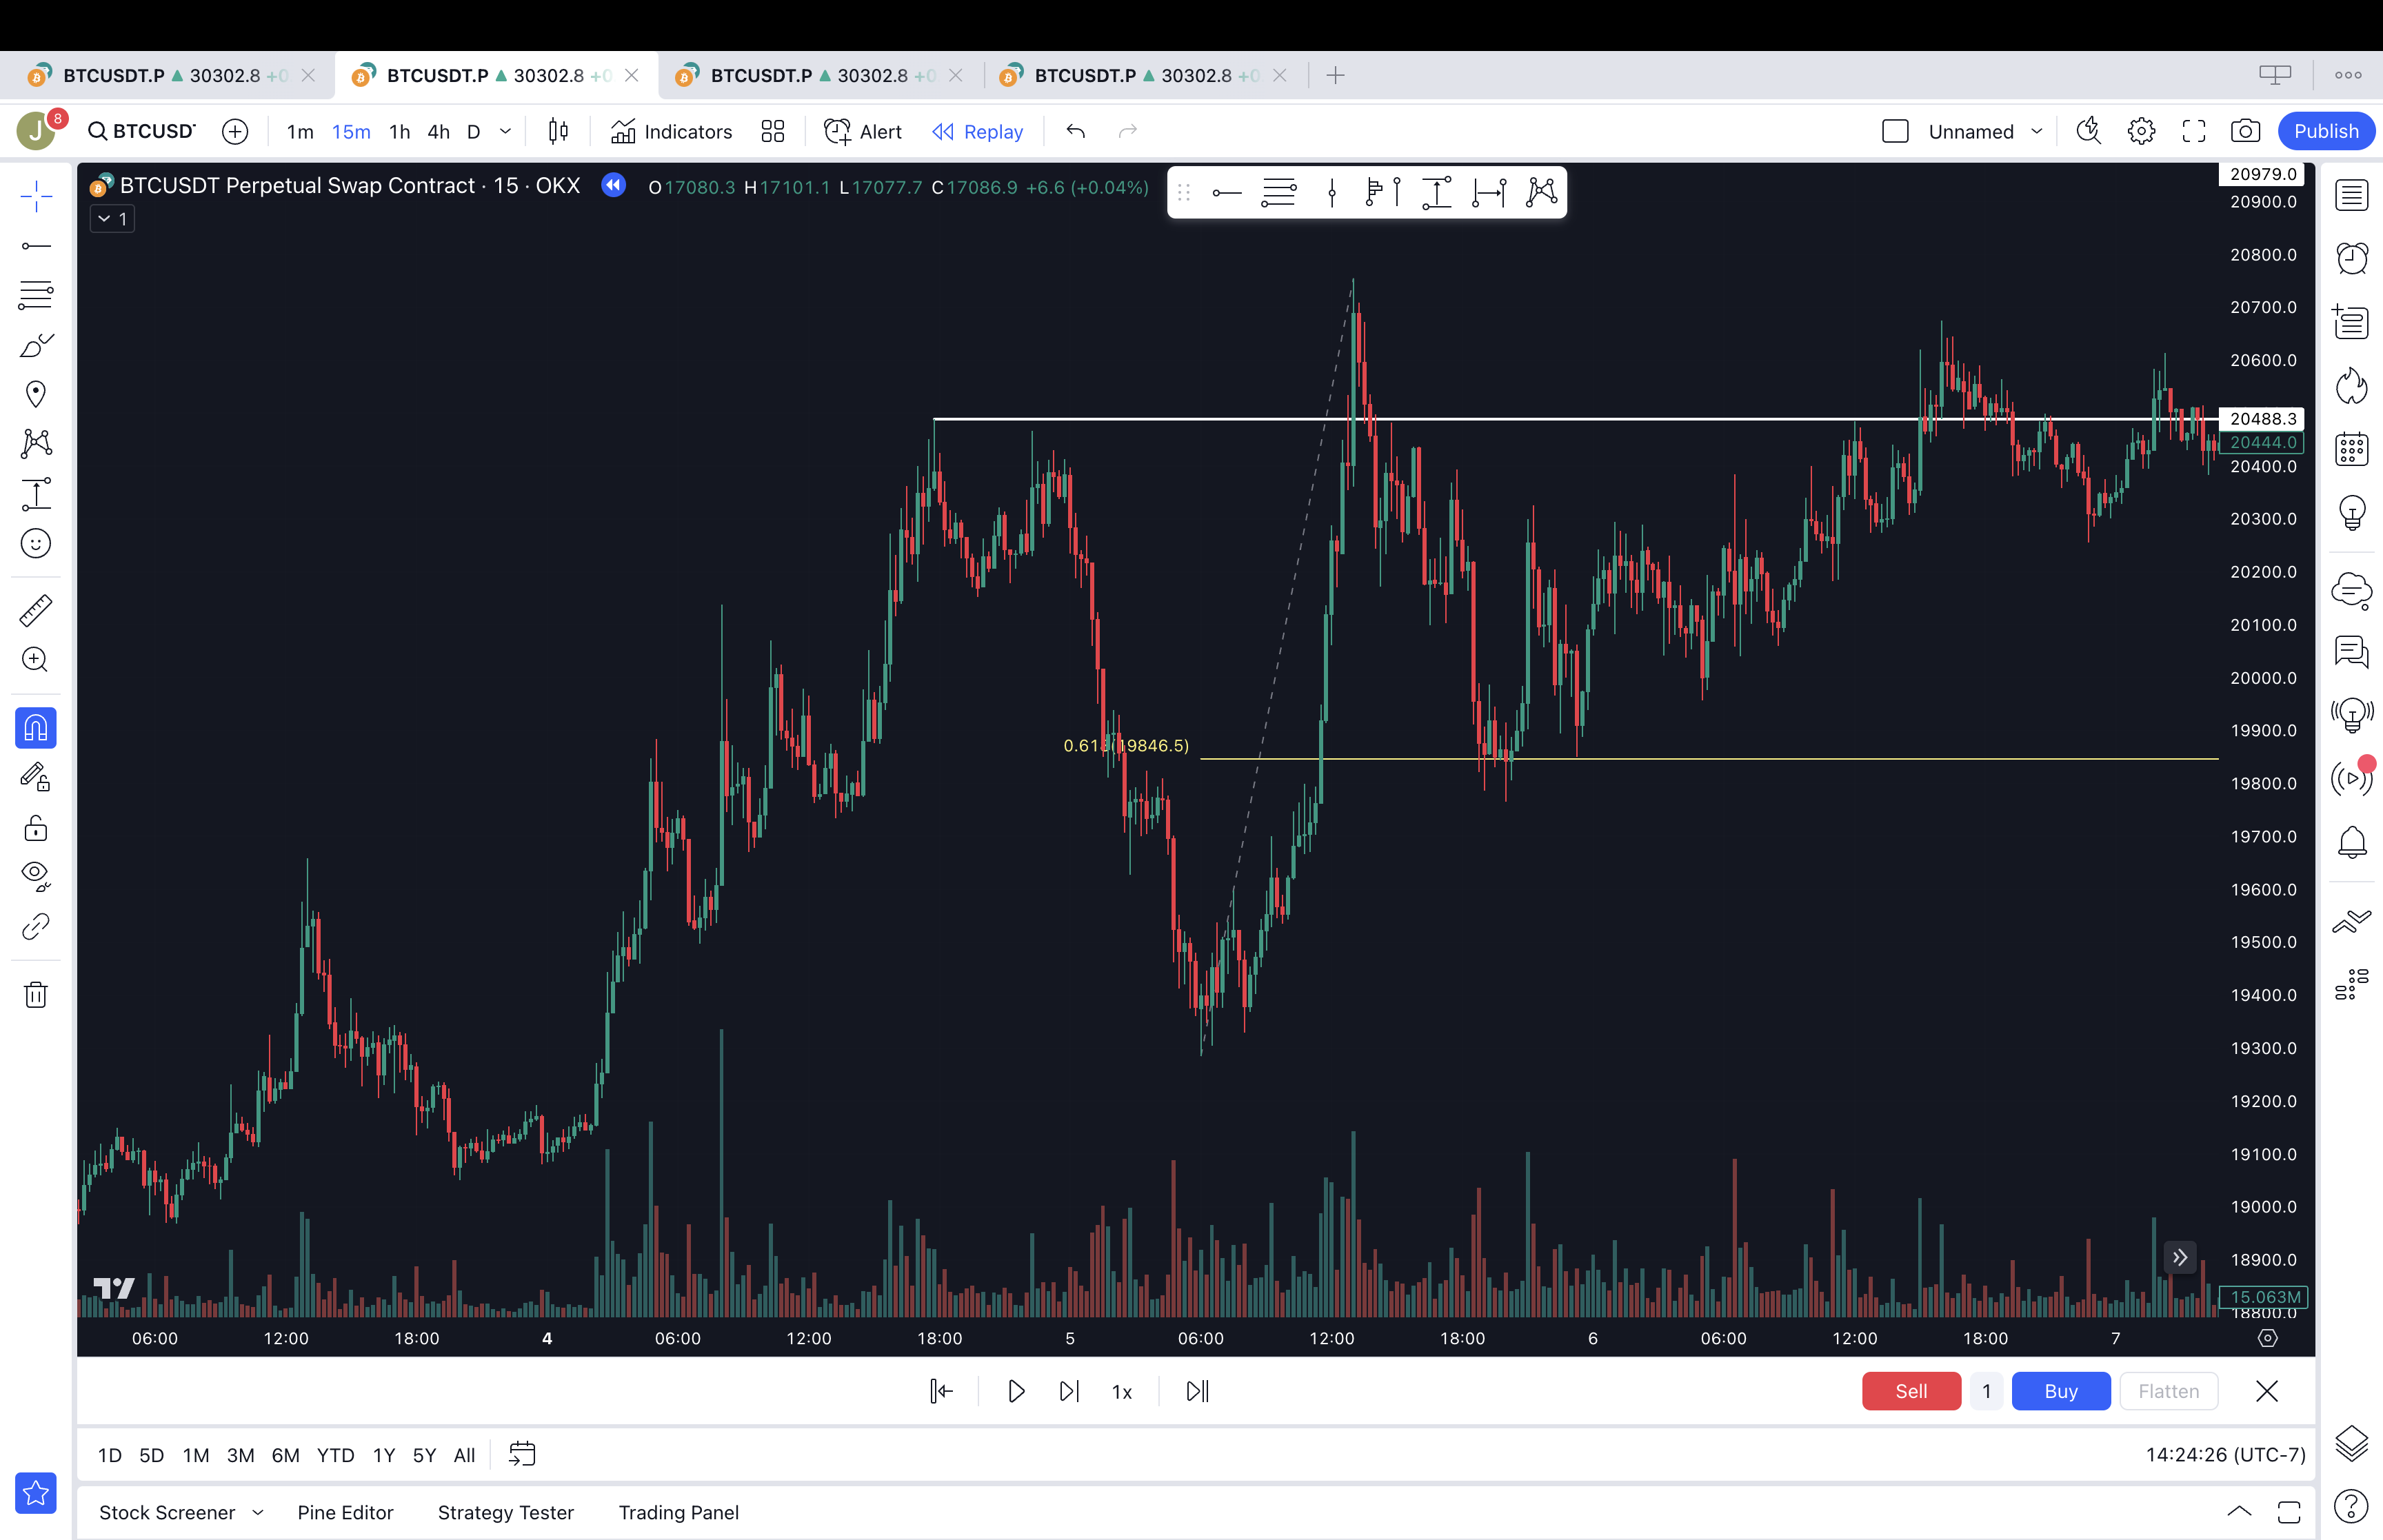 BTCUSDT.P ▲ 30302.8 +0
BTCUSDT.P ▲ 30302.8 +0
BTCUSDT.P ▲ 30302.8 +0
BTCUSDT.P ▲ 30302.8 +0
J 8 BTCUSDT 1m 15m 1h 4h D Indicators Alert Replay Unnamed Publish
BTCUSDT Perpetual Swap Contract · 15 · OKX O17080.3 H17101.1 L17077.7 C17086.9 +6.6 (+0.04%)
1
20979.0
20900.0
20800.0
20700.0
20600.0
20488.3
20444.0
20400.0
20300.0
20200.0
20100.0
20000.0
19900.0
0.618(19846.5)
19800.0
19700.0
19600.0
19500.0
19400.0
19300.0
19200.0
19100.0
19000.0
18900.0
15.063M
18800.0
06:00 12:00 18:00 4 06:00 12:00 18:00 5 06:00 12:00 18:00 6 06:00 12:00 18:00 7
1x Sell 1 Buy Flatten
1D 5D 1M 3M 6M YTD 1Y 5Y All 14:24:26 (UTC-7)
Stock Screener Pine Editor Strategy Tester Trading Panel